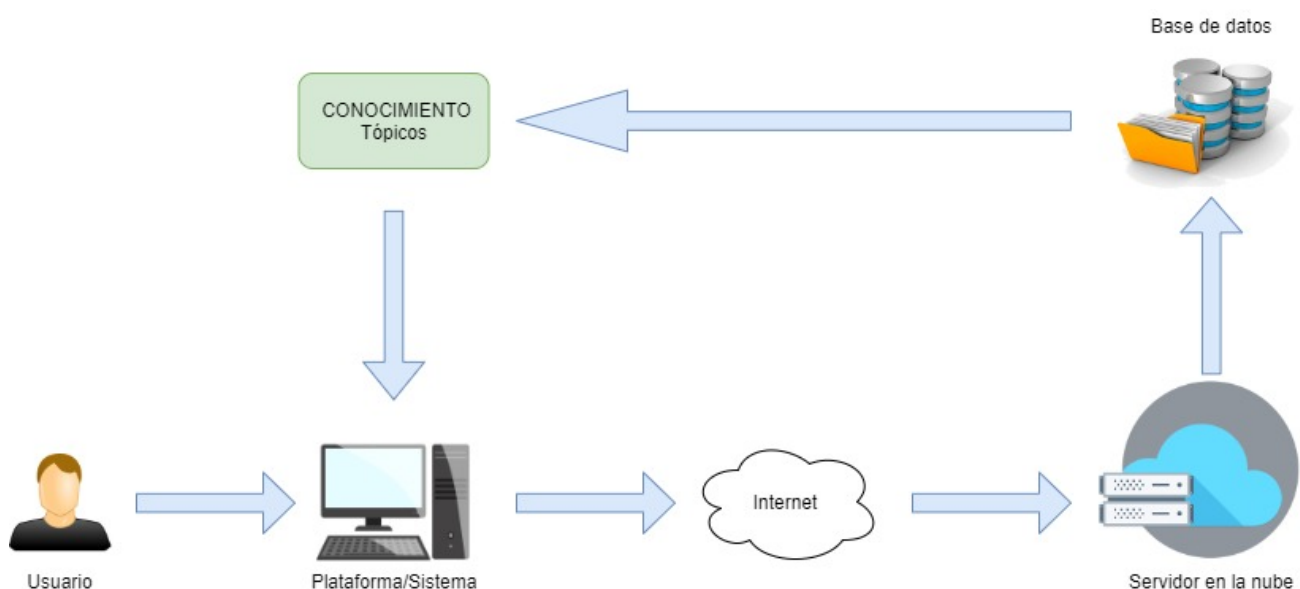 Base de datos
CONOCIMIENTO
Tópicos
Internet
Usuario
Plataforma/Sistema
Servidor en la nube